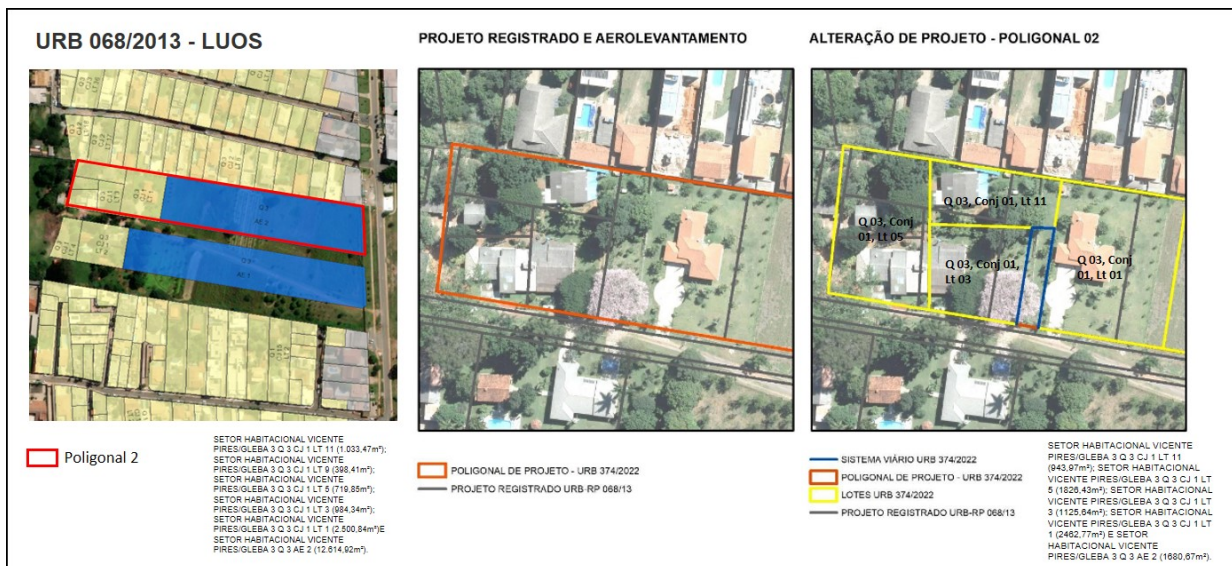 URB 068/2013 - LUOS
Poligonal 2
SETOR HABITACIONAL VICENTE
PIRES/GLEBA 3 Q 3 CJ 1 LT 11 (1.033,47m²);
SETOR HABITACIONAL VICENTE
PIRES/GLEBA 3 Q 3 CJ 1 LT 9 (398,41m²);
SETOR HABITACIONAL VICENTE
PIRES/GLEBA 3 Q 3 CJ 1 LT 5 (719,85m²);
SETOR HABITACIONAL VICENTE
PIRES/GLEBA 3 Q 3 CJ 1 LT 3 (984,34m²);
SETOR HABITACIONAL VICENTE
PIRES/GLEBA 3 Q 3 CJ 1 LT 1 (2.500,84m²)E
SETOR HABITACIONAL VICENTE
PIRES/GLEBA 3 Q 3 AE 2 (12.614,92m²).
PROJETO REGISTRADO E AEROLEVANTAMENTO
POLIGONAL DE PROJETO - URB 374/2022
PROJETO REGISTRADO URB-RP 068/13
ALTERAÇÃO DE PROJETO - POLIGONAL 02
Q 03, Conj 01, Lt 11
Q 03, Conj
01, Lt 05
Q 03, Conj 01,
Lt 03
Q 03, Conj
01, Lt 01
SISTEMA VIÁRIO URB 374/2022
POLIGONAL DE PROJETO - URB 374/2022
LOTES URB 374/2022
PROJETO REGISTRADO URB-RP 068/13
SETOR HABITACIONAL VICENTE
PIRES/GLEBA 3 Q 3 CJ 1 LT 11
(943,97m²); SETOR HABITACIONAL
VICENTE PIRES/GLEBA 3 Q 3 CJ 1 LT
5 (1826,43m²); SETOR HABITACIONAL
VICENTE PIRES/GLEBA 3 Q 3 CJ 1 LT
3 (1125,64m²); SETOR HABITACIONAL
VICENTE PIRES/GLEBA 3 Q 3 CJ 1 LT
1 (2462,77m²) E SETOR
HABITACIONAL VICENTE
PIRES/GLEBA 3 Q 3 AE 2 (1680,67m²).